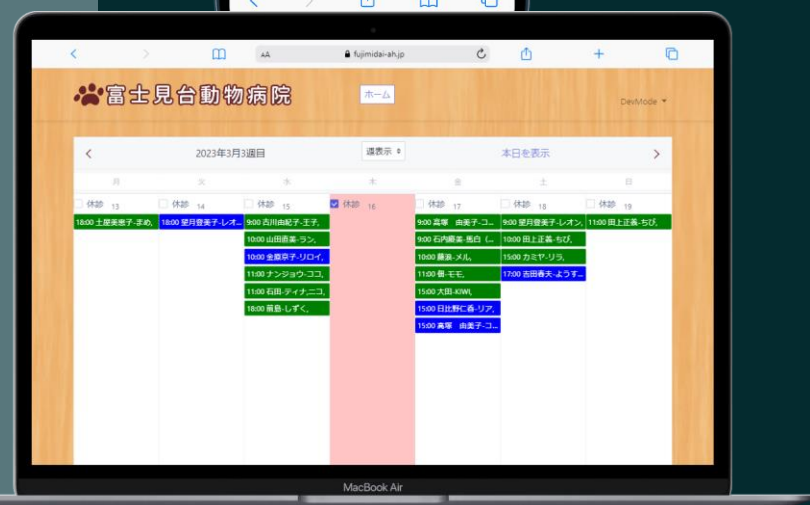 AA
fujimidai-ah.jp
富士見台動物病院
ホーム
DevMode
2023年3月3週目
週表示
本日を表示
月 火 水 木 金 土 日
休診 13
休診 14
休診 15
休診 16
休診 17
休診 18
休診 19
18:00 土屋美恵子-まめ,
18:00 望月登美子-レオ...
9:00 古川由紀子-王子,
9:00 高塚 由美子-コ...
9:00 望月登美子-レオン,
11:00 田上正義-ちび,
10:00 山田直美-ラン,
9:00 石内 -馬白 (...
10:00 田上正義-ちび,
10:00 金原京子-リロイ,
10:00 藤浪-メル,
15:00 カミヤ-リラ,
11:00 ナンジョウ-ココ,
11:00 -モモ,
17:00 吉田春夫-ようす...
11:00 石田-ティナ,ニコ,
15:00 大田-KIWI,
18:00 -しずく,
15:00 日比野仁香-リア,
15:00 高塚 由美子-コ...
MacBook Air